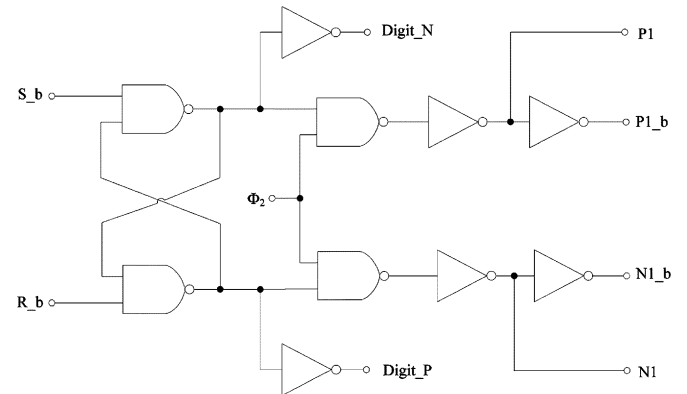 Digit_N
P1
S_b
P1_b
Φ2
R_b
N1_b
Digit_P
N1